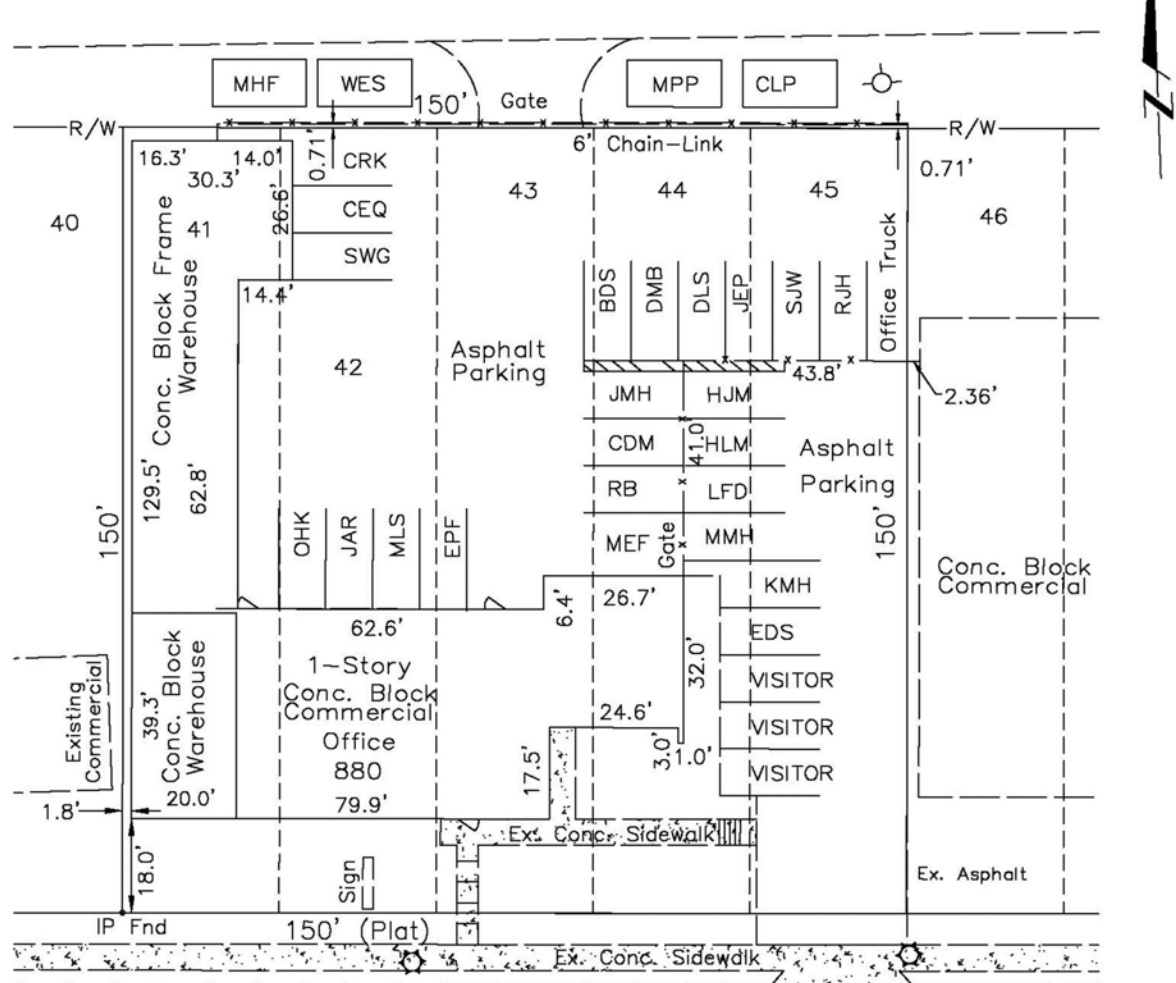 MHF
WES
MPP
CLP
150'
Gate
R/W
R/W
6' Chain-Link
16.3'
14.0'
0.71'
0.71'
30.3'
26.6'
CRK
CEQ
SWG
40
41
43
44
45
46
Conc. Block Frame
Warehouse
14.4'
42
Asphalt
Parking
BDS
DMB
DLS
JEP
SJW
RJH
Office Truck
43.8'
2.36'
JMH
HJM
CDM
HLM
41.0'
RB
LFD
MEF
MMH
Gate
Asphalt
Parking
129.5'
62.8'
150'
150'
OHK
JAR
MLS
EPF
Conc. Block
Commercial
62.6'
6.4'
26.7'
KMH
EDS
VISITOR
VISITOR
VISITOR
32.0'
Existing
Commercial
39.3'
Conc. Block
Warehouse
1-Story
Conc. Block
Commercial
Office
880
79.9'
24.6'
17.5'
3.0'
1.0'
1.8'
20.0'
18.0'
Ex. Conc. Sidewalk
Sign
Ex. Asphalt
IP Fnd
150' (Plat)
Ex. Conc. Sidewalk